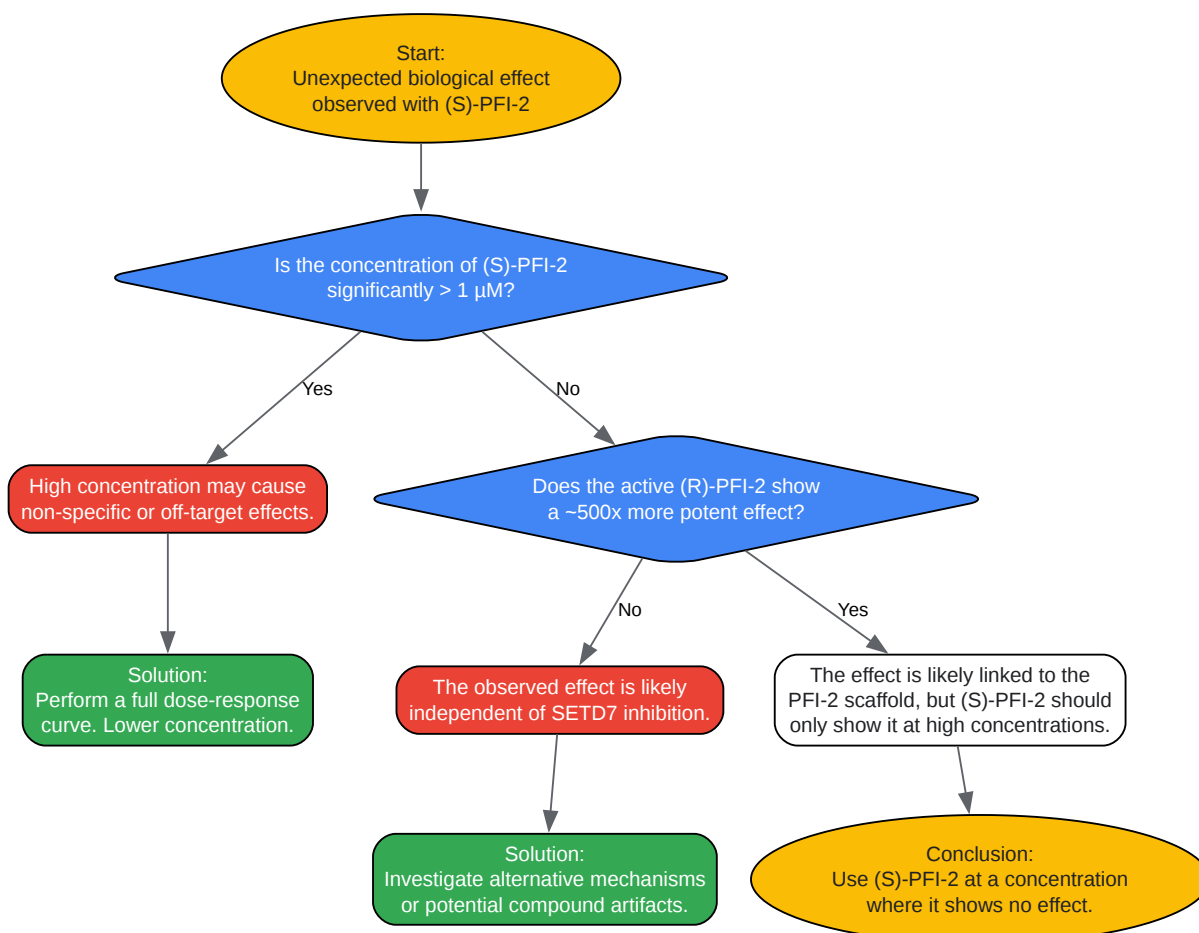 Start:
Unexpected biological effect
observed with (S)-PFI-2
Is the concentration of (S)-PFI-2
significantly > 1 µM?
Yes
No
High concentration may cause
non-specific or off-target effects.
Does the active (R)-PFI-2 show
a ~500x more potent effect?
No
Yes
Solution:
Perform a full dose-response
curve. Lower concentration.
The observed effect is likely
independent of SETD7 inhibition.
The effect is likely linked to the
PFI-2 scaffold, but (S)-PFI-2 should
only show it at high concentrations.
Solution:
Investigate alternative mechanisms
or potential compound artifacts.
Conclusion:
Use (S)-PFI-2 at a concentration
where it shows no effect.